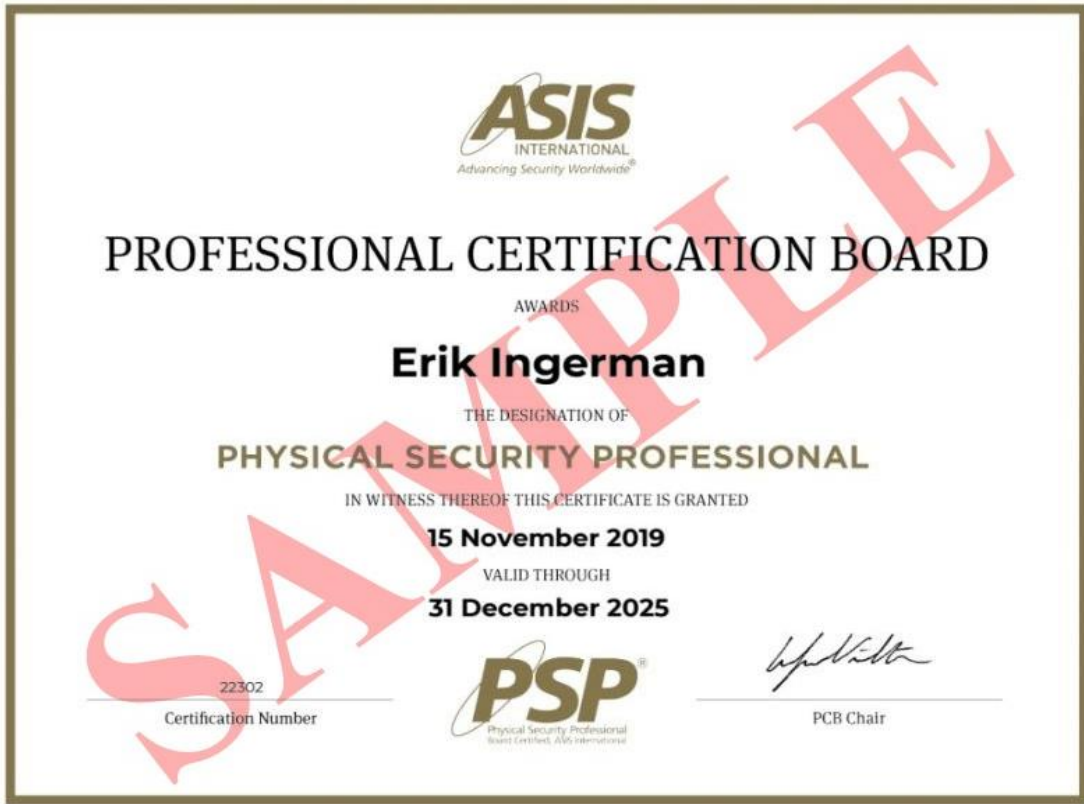 ASIS
INTERNATIONAL
Advancing Security Worldwide®
PROFESSIONAL CERTIFICATION BOARD
AWARDS
Erik Ingerman
THE DESIGNATION OF
PHYSICAL SECURITY PROFESSIONAL
IN WITNESS THEREOF THIS CERTIFICATE IS GRANTED
15 November 2019
VALID THROUGH
31 December 2025
22302
Certification Number
PSP®
Physical Security Professional
Board Certified, ASIS International
PCB Chair
SAMPLE